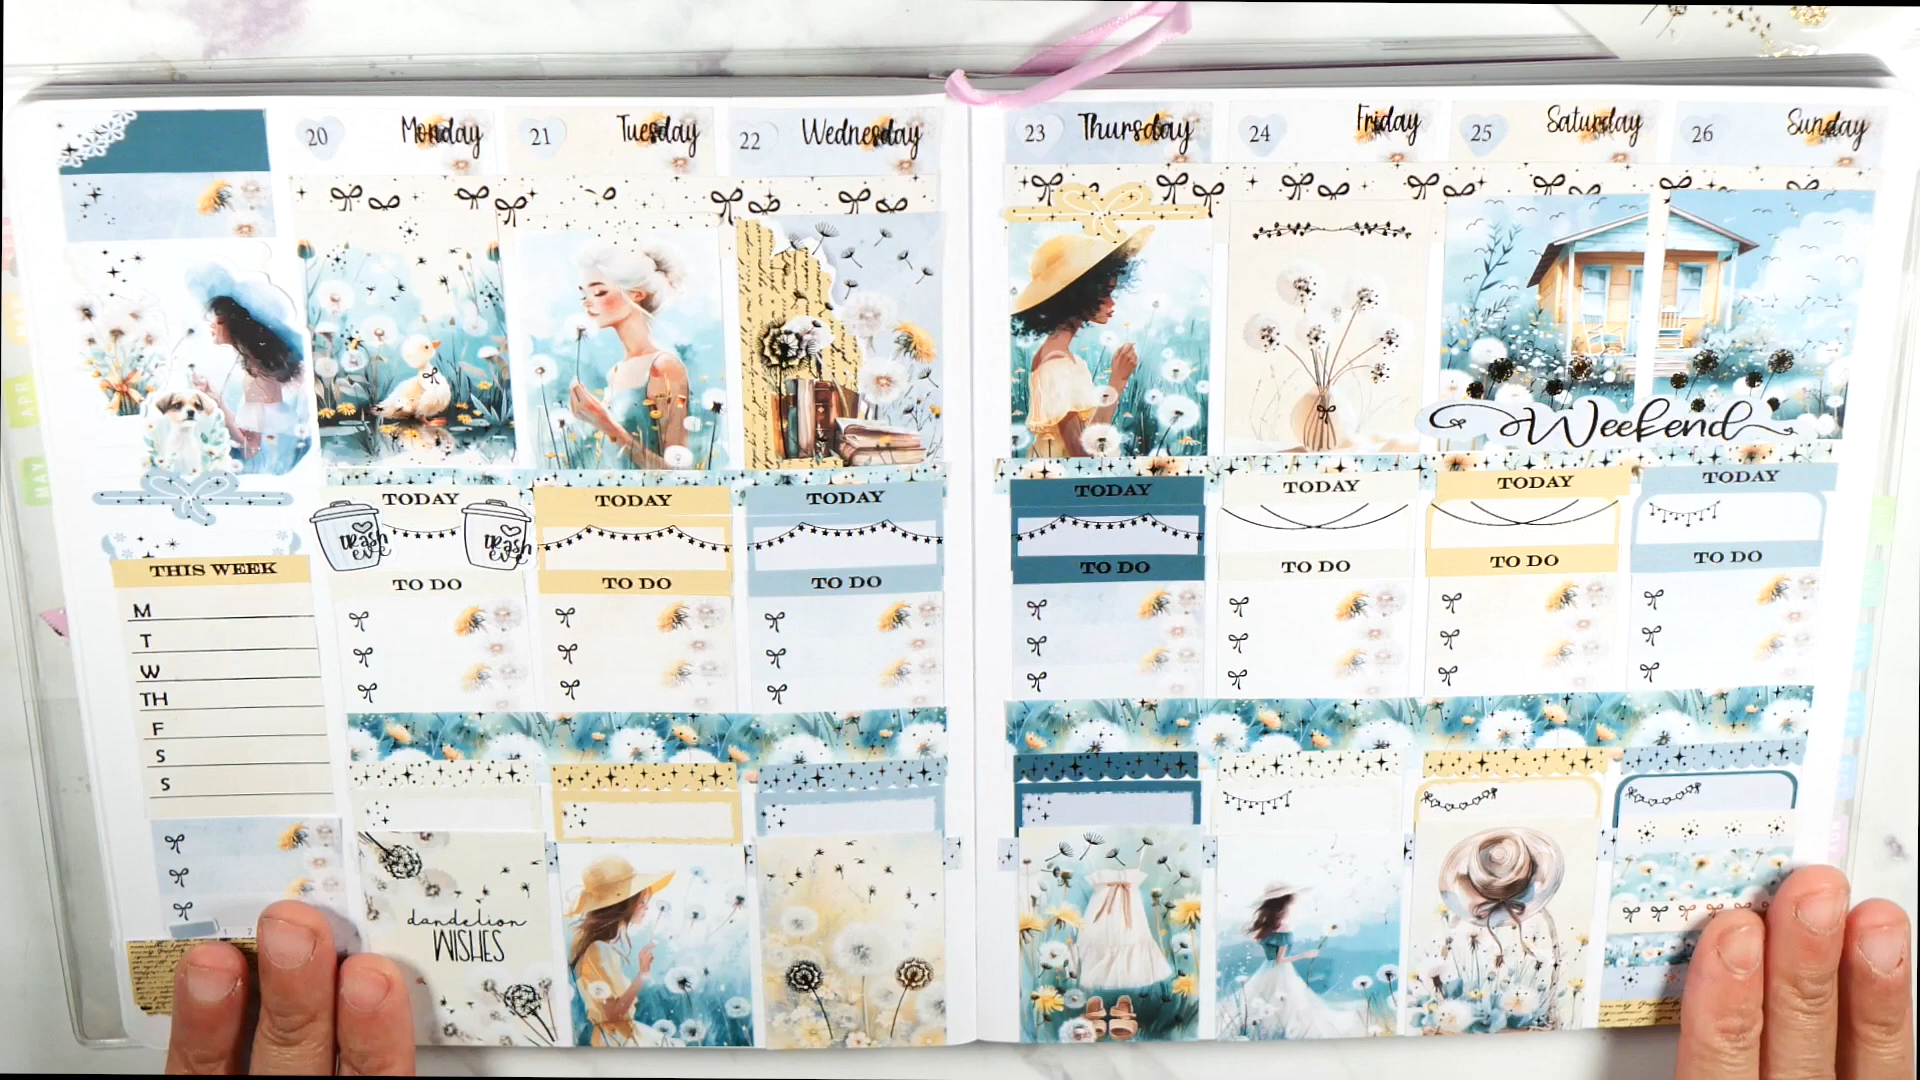 20 Monday
21 Tuesday
22 Wednesday
23 Thursday
24 Friday
25 Saturday
26 Sunday
Weekend
TODAY
TODAY
TODAY
TODAY
TODAY
TODAY
TODAY
trash eve
trash eve
THIS WEEK
M
T
W
TH
F
S
S
TO DO
TO DO
TO DO
TO DO
TO DO
TO DO
TO DO
dandelion
WISHES
APR
MAY